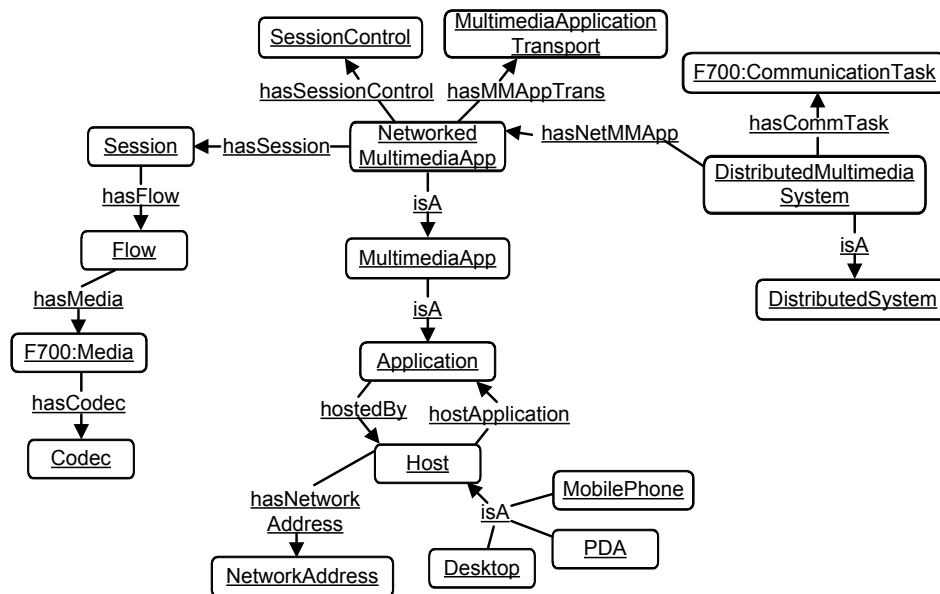 MultimediaApplication
Transport
SessionControl
F700:CommunicationTask
hasSessionControl
hasMMAppTrans
hasCommTask
Session
hasSession
Networked
MultimediaApp
hasNetMMApp
DistributedMultimedia
System
hasFlow
isA
isA
Flow
MultimediaApp
hasMedia
isA
DistributedSystem
F700:Media
Application
hasCodec
hostedBy
hostApplication
Codec
Host
MobilePhone
hasNetwork
Address
isA
PDA
NetworkAddress
Desktop